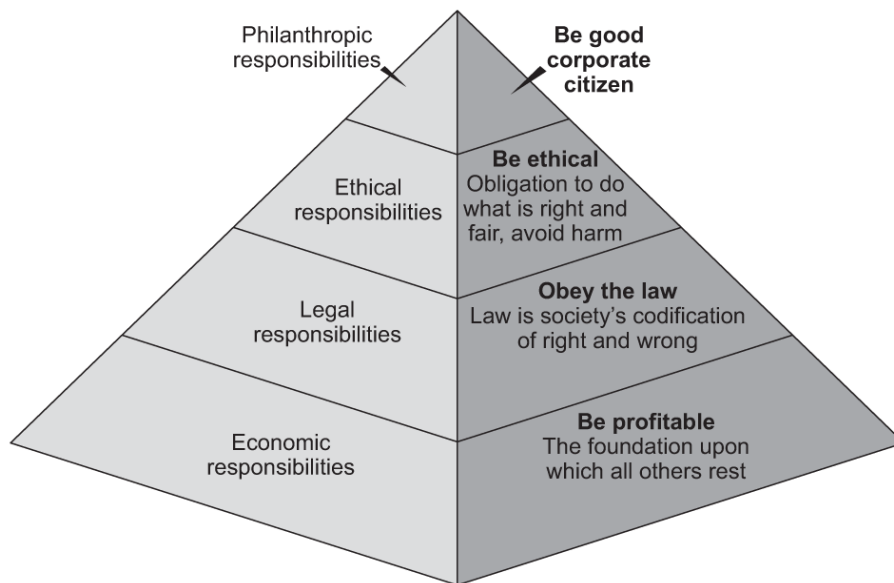 Philanthropic
responsibilities
Be good
corporate
citizen
Ethical
responsibilities
Be ethical
Obligation to do
what is right and
fair, avoid harm
Legal
responsibilities
Obey the law
Law is society’s codification
of right and wrong
Economic
responsibilities
Be profitable
The foundation upon
which all others rest